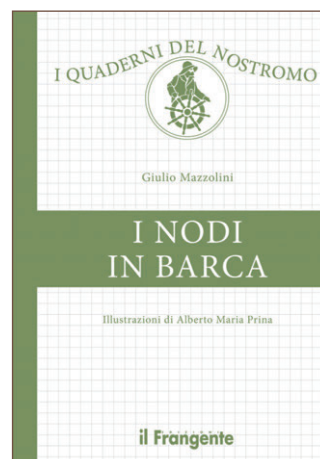 I QUADERNI DEL NOSTROMO
Giulio Mazzolini
I NODI
IN BARCA
Illustrazioni di Alberto Maria Prina
il Frangente